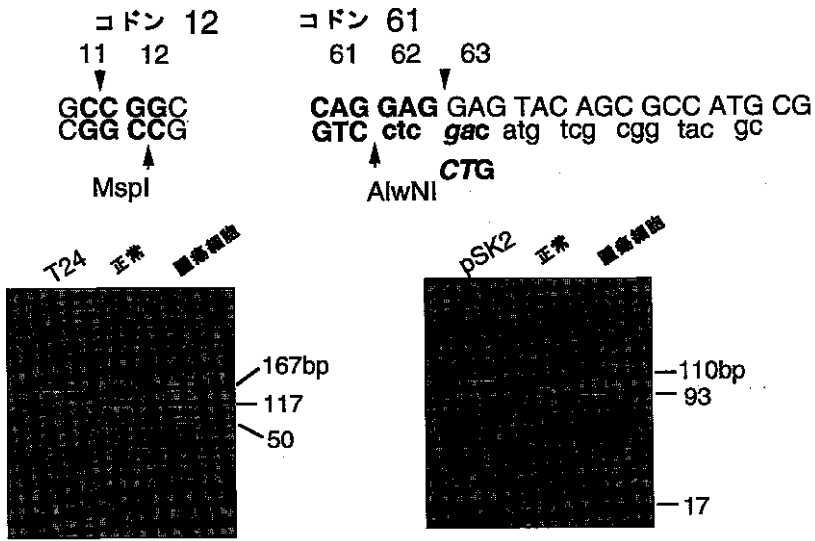 コドン 12
コドン 61
11 12
61 62 63
GCC GGC
CGG CCG
MspI
CAG GAG GAG TAC AGC GCC ATG CG
GTC ctc gac atg tcg cgg tac gc
CTG
AlwNI
T24 正常 腫瘍細胞
167bp
117
50
pSK2 正常 腫瘍細胞
110bp
93
17